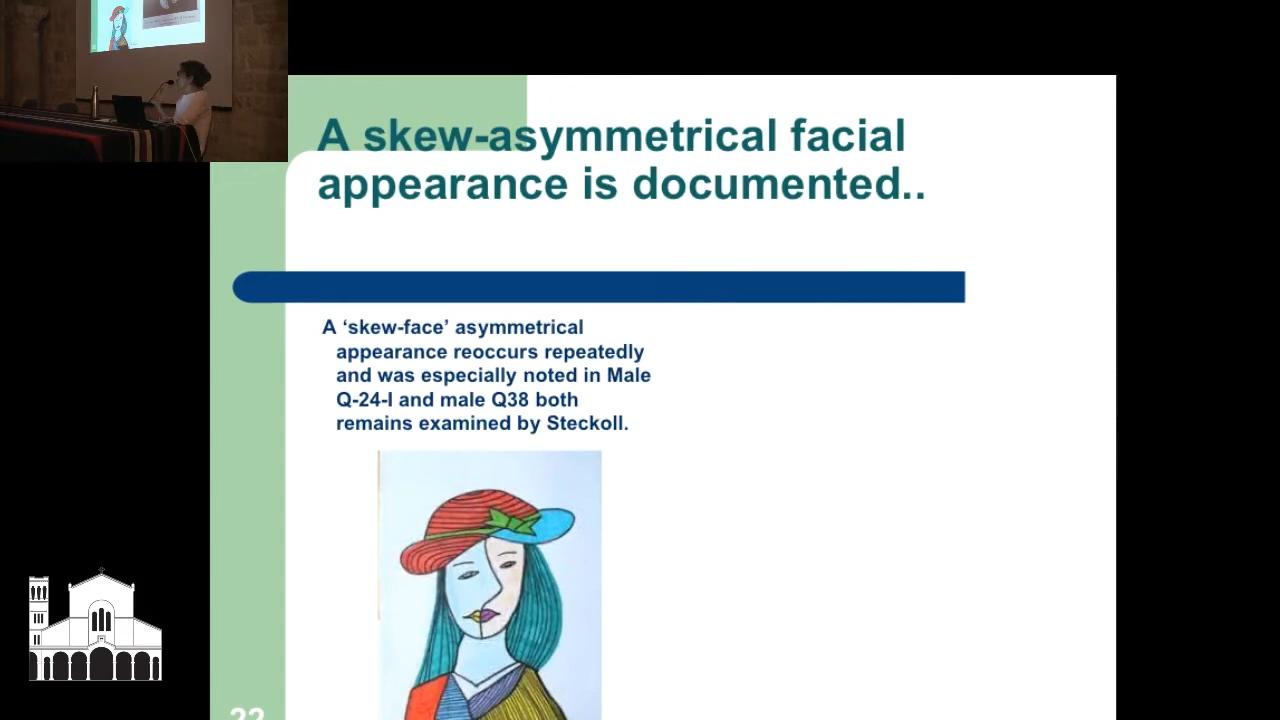 A skew-asymmetrical facial
appearance is documented..
A ‘skew-face’ asymmetrical
appearance reoccurs repeatedly
and was especially noted in Male
Q-24-I and male Q38 both
remains examined by Steckoll.
22